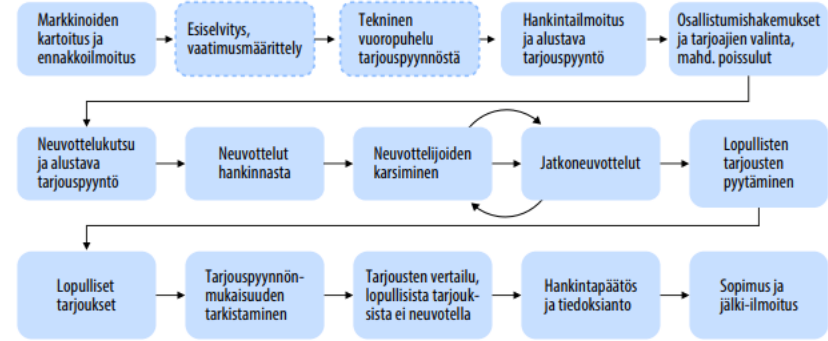 Markkinoiden
kartoitus ja
ennakkoilmoitus
Esiselvitys,
vaatimusmäärittely
Tekninen
vuoropuhelu
tarjouspyynnöstä
Hankintailmoitus
ja alustava
tarjouspyyntö
Osallistumishakemukset
ja tarjoajien valinta,
mahd. poissulut
Neuvottelukutsu
ja alustava
tarjouspyyntö
Neuvottelut
hankinnasta
Neuvottelijoiden
karsiminen
Jatkoneuvottelut
Lopullisten
tarjousten
pyytäminen
Lopulliset
tarjoukset
Tarjouspyynnön-
mukaisuuden
tarkistaminen
Tarjousten vertailu,
lopullisista tarjouk-
sista ei neuvotella
Hankintapäätös
ja tiedoksianto
Sopimus ja
jälki-ilmoitus